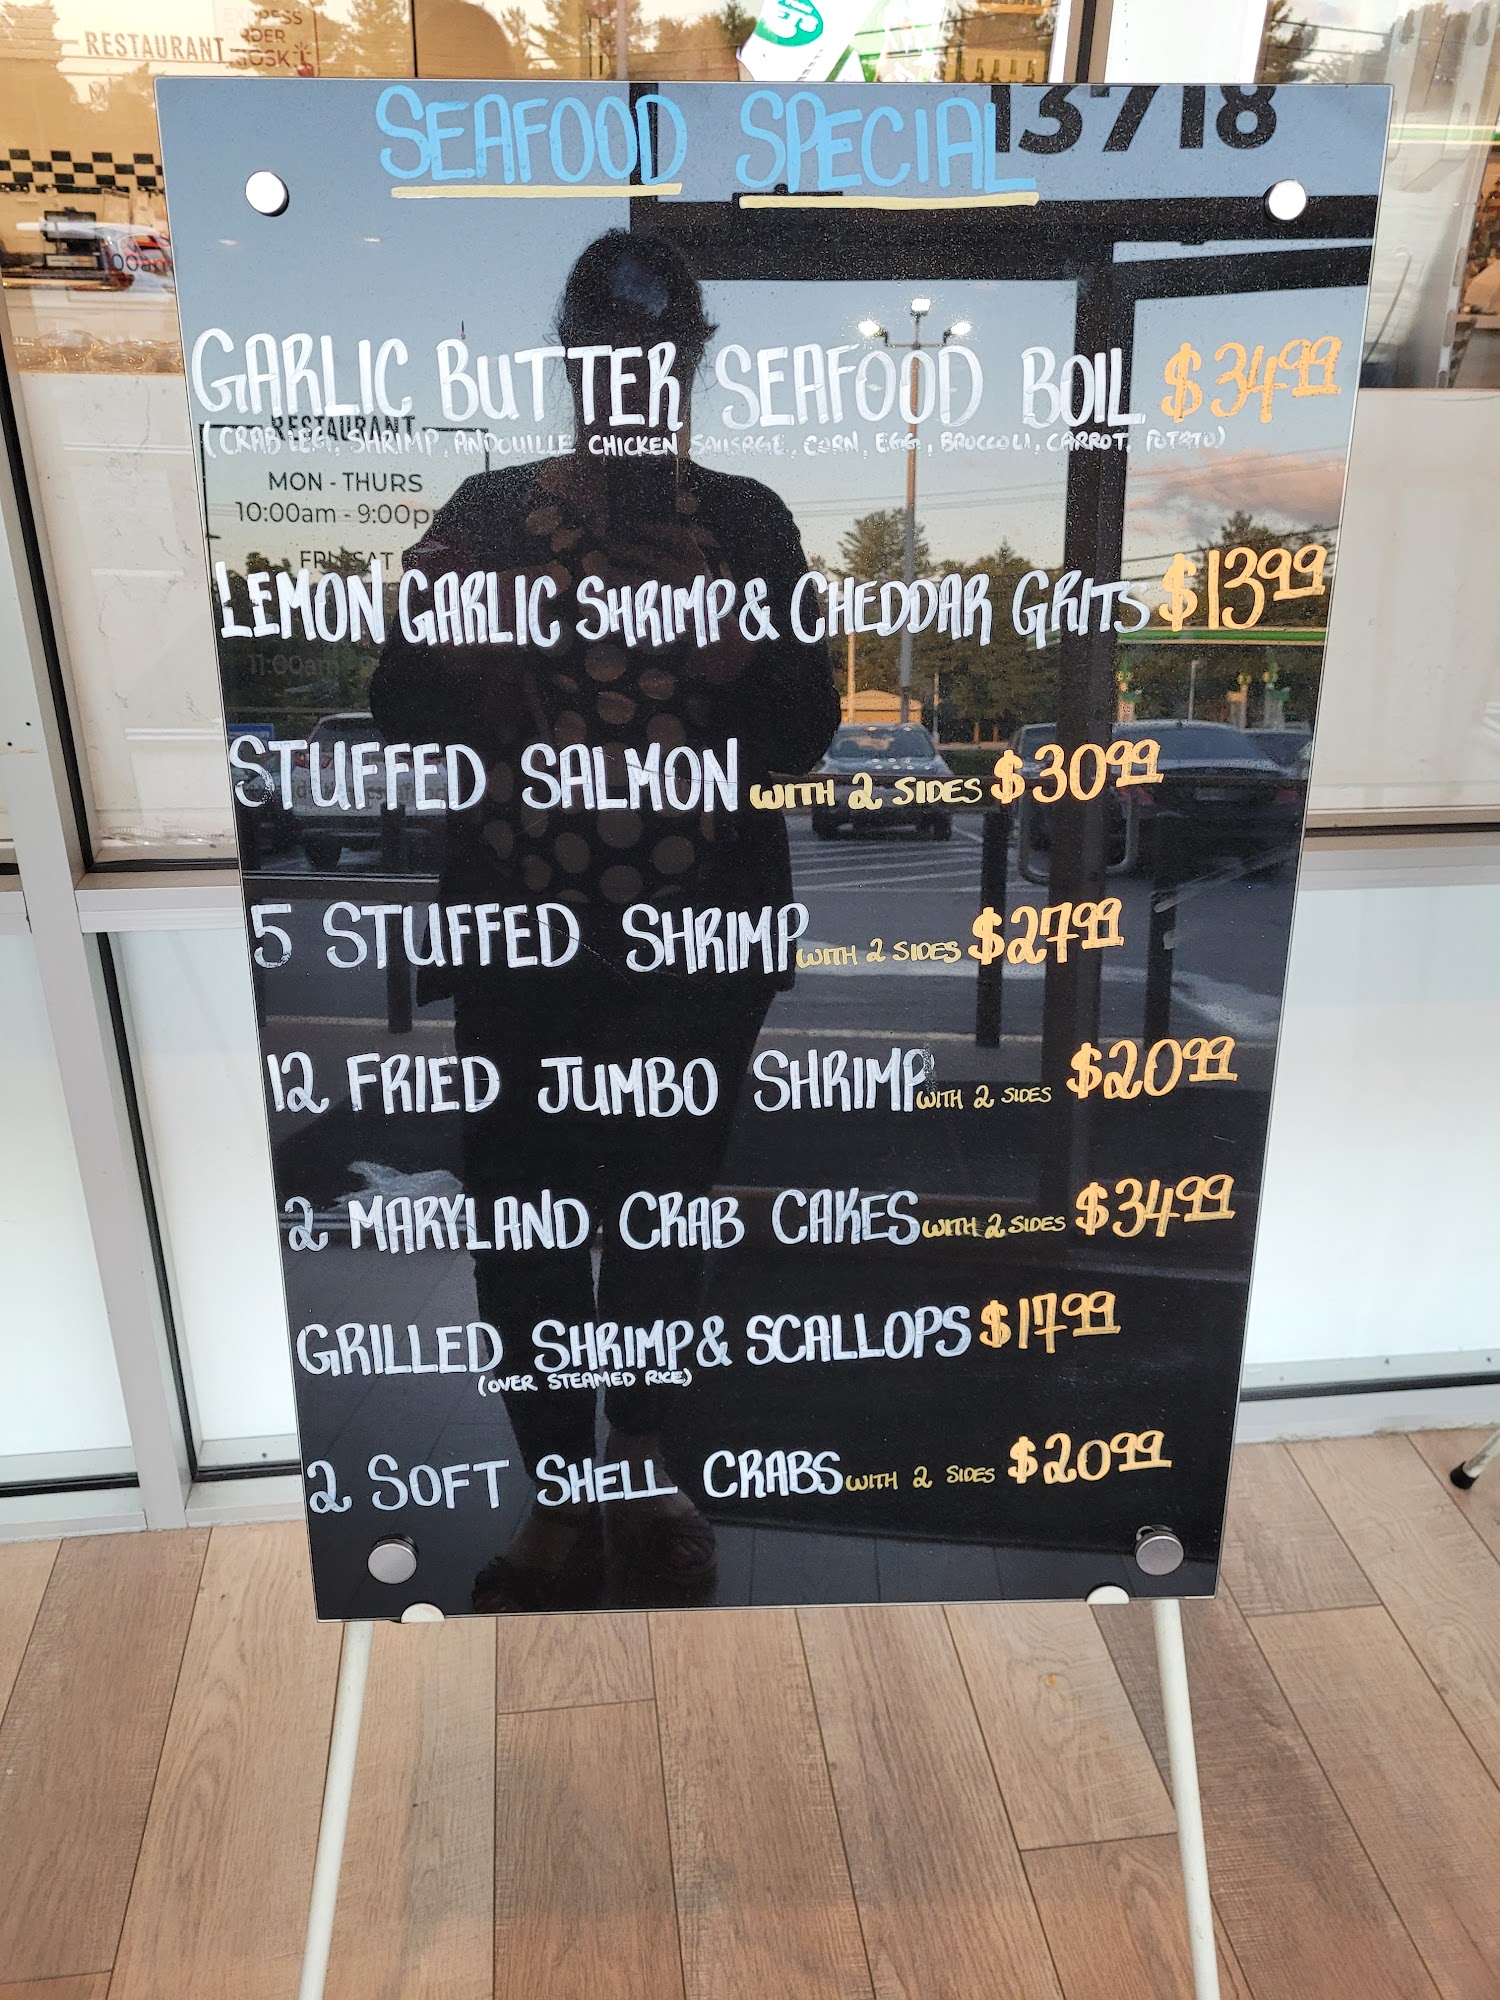 RESTAURANT
SEAFOOD SPECIAL
13718
GARLIC BUTTER SEAFOOD BOIL $34.99
(CRAB LEG, SHRIMP, ANDOUILLE CHICKEN SAUSAGE, CORN, EGG, BROCCOLI, CARROT, POTATO)
RESTAURANT
MON - THURS
10:00am - 9:00p
LEMON GARLIC SHRIMP & CHEDDAR GRITS $13.99
11:00am
STUFFED SALMON WITH 2 SIDES $30.99
5 STUFFED SHRIMP WITH 2 SIDES $27.99
12 FRIED JUMBO SHRIMP WITH 2 SIDES $20.99
2 MARYLAND CRAB CAKES WITH 2 SIDES $34.99
GRILLED SHRIMP & SCALLOPS $17.99
(OVER STEAMED RICE)
2 SOFT SHELL CRABS WITH 2 SIDES $20.99